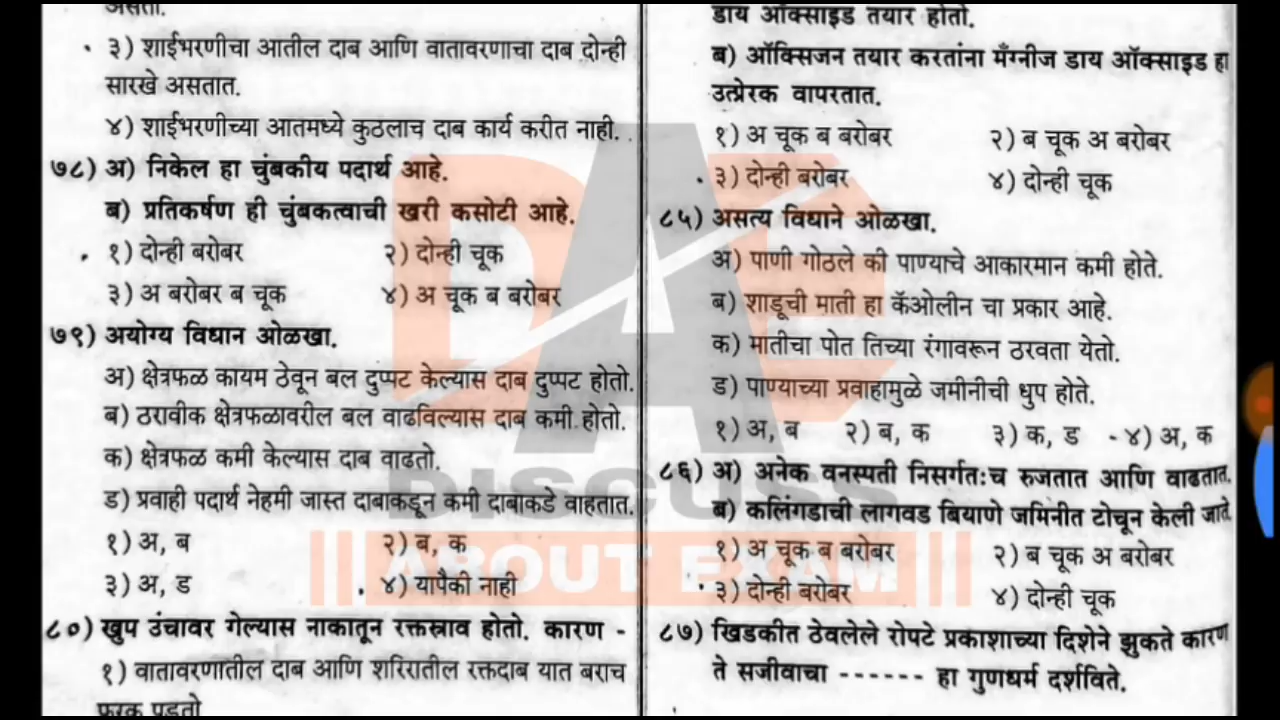 असता.
३) शाईभरणीचा आतील दाब आणि वातावरणाचा दाब दोन्ही
सारखे असतात.
४) शाईभरणीच्या आतमध्ये कुठलाच दाब कार्य करीत नाही.
७८) अ) निकेल हा चुंबकीय पदार्थ आहे.
ब) प्रतिकर्षण ही चुंबकत्वाची खरी कसोटी आहे.
१) दोन्ही बरोबर २) दोन्ही चूक
३) अ बरोबर ब चूक ४) अ चूक ब बरोबर
७९) अयोग्य विधान ओळखा.
अ) क्षेत्रफळ कायम ठेवून बल दुप्पट केल्यास दाब दुप्पट होतो.
ब) ठरावीक क्षेत्रफळावरील बल वाढविल्यास दाब कमी होतो.
क) क्षेत्रफळ कमी केल्यास दाब वाढतो.
ड) प्रवाही पदार्थ नेहमी जास्त दाबाकडून कमी दाबाकडे वाहतात.
१) अ, ब २) ब, क
३) अ, ड ४) यापैकी नाही
८०) खुप उंचावर गेल्यास नाकातून रक्तस्राव होतो. कारण -
१) वातावरणातील दाब आणि शरिरातील रक्तदाब यात बराच
फरक पडतो
डाय ऑक्साइड तयार होतो.
ब) ऑक्सिजन तयार करतांना मँग्नीज डाय ऑक्साइड हा
उत्प्रेरक वापरतात.
१) अ चूक ब बरोबर २) ब चूक अ बरोबर
३) दोन्ही बरोबर ४) दोन्ही चूक
८५) असत्य विधाने ओळखा.
अ) पाणी गोठले की पाण्याचे आकारमान कमी होते.
ब) शाडूची माती हा कॅओलीन चा प्रकार आहे.
क) मातीचा पोत तिच्या रंगावरून ठरवता येतो.
ड) पाण्याच्या प्रवाहामुळे जमीनीची धुप होते.
१) अ, ब २) ब, क ३) क, ड ४) अ, क
८६) अ) अनेक वनस्पती निसर्गतःच रुजतात आणि वाढतात.
ब) कलिंगडाची लागवड बियाणे जमिनीत टोचून केली जाते
१) अ चूक ब बरोबर २) ब चूक अ बरोबर
३) दोन्ही बरोबर ४) दोन्ही चूक
८७) खिडकीत ठेवलेले रोपटे प्रकाशाच्या दिशेने झुकते कारण
ते सजीवाचा ------ हा गुणधर्म दर्शविते.
DAE
DISCUSS
ABOUT EXAM